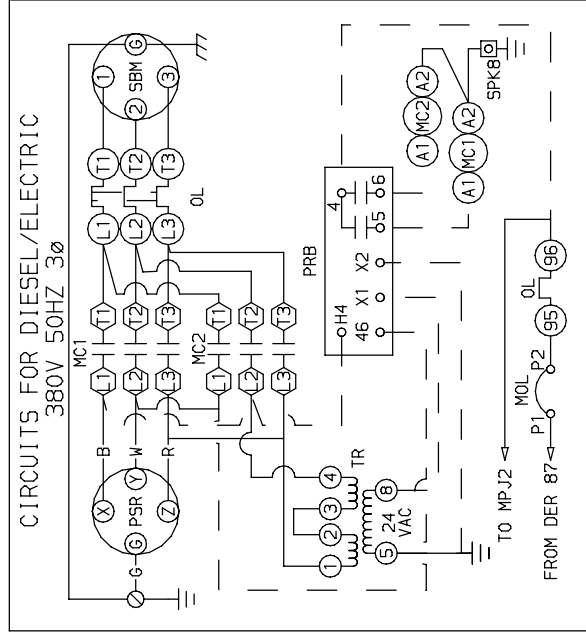 CIRCUITS FOR DIESEL/ELECTRIC
380V 50HZ 3ø
G
PSR
G
X
Y
Z
B
W
R
MC1
L1
T1
L2
T2
L3
T3
MC2
L1
T1
L2
T2
L3
T3
L1
T1
L2
T2
L3
T3
OL
1
2
3
SBM
G
1
2
3
4
TR
5
24
VAC
8
PRB
H4
4
46
X1
X2
5
6
A1
MC2
A2
A1
MC1
A2
SPK8
TO MPJ2
FROM DER 87
P1
MOL
P2
95
OL
96